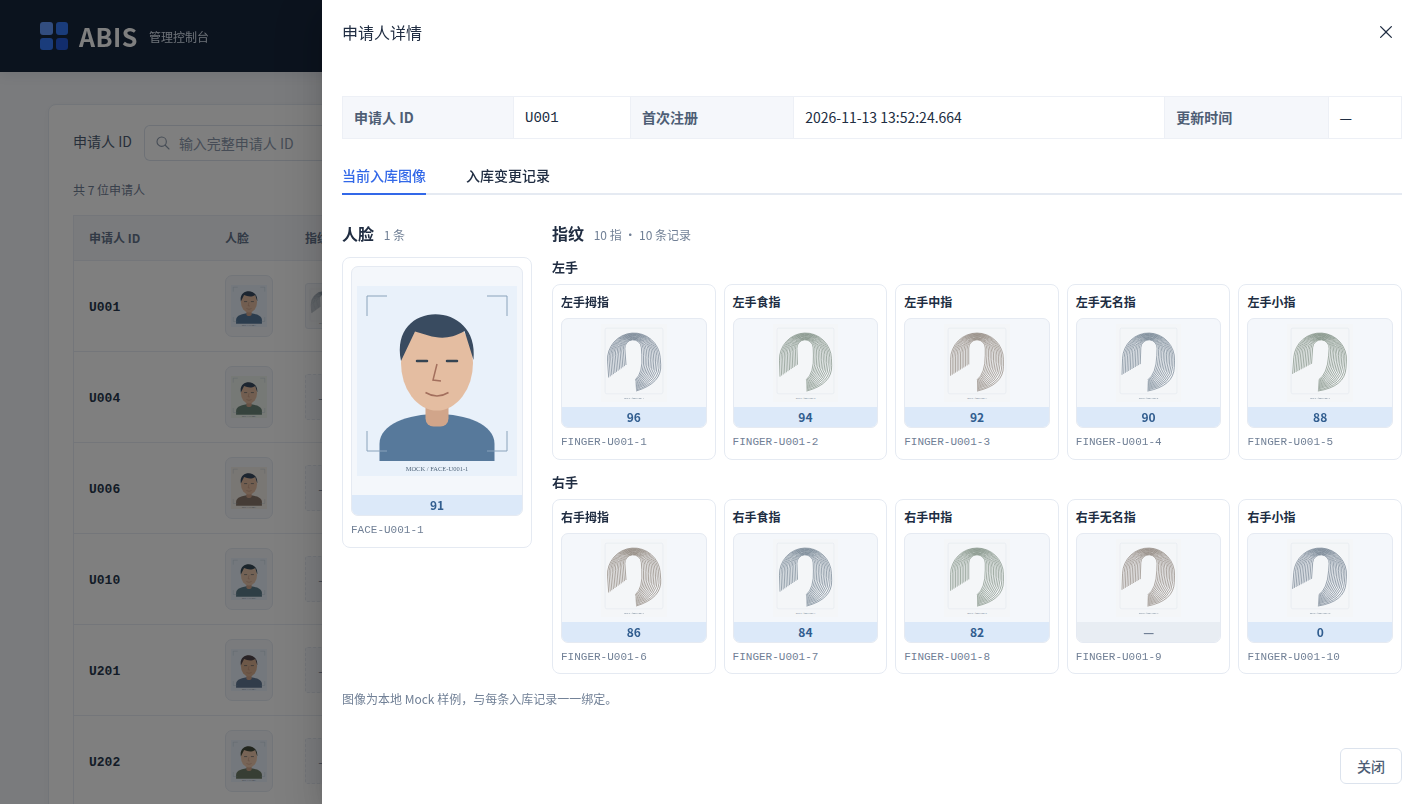 ABIS 管理控制台
申请人 ID 输入完整申请人 ID
共 7 位申请人
申请人 ID 人脸
U001
U004
U006
U010
U201
U202
申请人详情
申请人 ID U001 首次注册 2026-11-13 13:52:24.664 更新时间 —
当前入库图像 入库变更记录
人脸 1 条
MOCK / FACE-U001-1
91
FACE-U001-1
指纹 10 指 · 10 条记录
左手
左手拇指 左手食指 左手中指 左手无名指 左手小指
96 94 92 90 88
FINGER-U001-1 FINGER-U001-2 FINGER-U001-3 FINGER-U001-4 FINGER-U001-5
右手
右手拇指 右手食指 右手中指 右手无名指 右手小指
86 84 82 — 0
FINGER-U001-6 FINGER-U001-7 FINGER-U001-8 FINGER-U001-9 FINGER-U001-10
图像为本地 Mock 样例，与每条入库记录一一绑定。
关闭